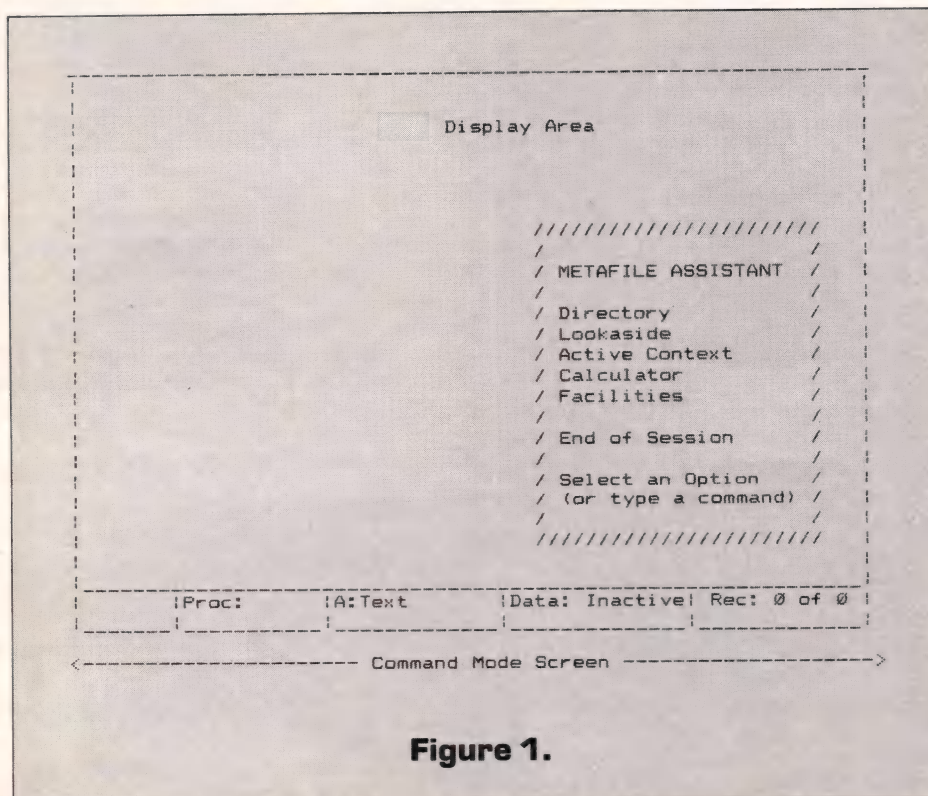 Display Area
METAFILE ASSISTANT
Directory
Lookaside
Active Context
Calculator
Facilities
End of Session
Select an Option
(or type a command)
Proc: A:Text Data: Inactive Rec: Ø of Ø
Command Mode Screen
Figure 1.